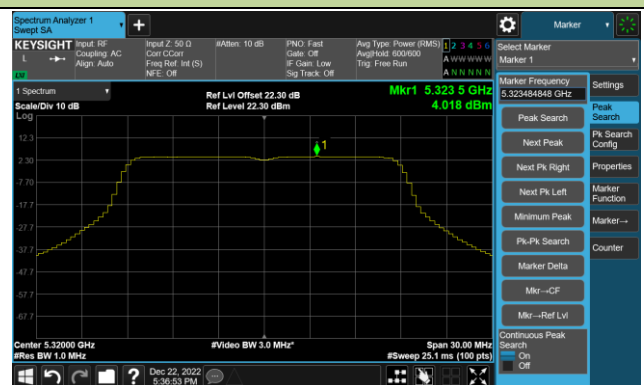 Spectrum Analyzer 1
Swept SA
+
Marker
KEYSIGHT
L
LW
Input: RF
Coupling: AC
Align: Auto
Input Z: 50 Ω
Corr CCorr
Freq Ref: Int (S)
NFE: Off
#Atten: 10 dB
PNO: Fast
Gate: Off
IF Gain: Low
Sig Track: Off
Avg Type: Power (RMS)
Avg|Hold: 600/600
Trig: Free Run
1 2 3 4 5 6
A W W W W W
A N N N N N
Select Marker
Marker 1
1 Spectrum
Scale/Div 10 dB
Log
Ref Lvl Offset 22.30 dB
Ref Level 22.30 dBm
Mkr1 5.323 5 GHz
4.018 dBm
12.3
2.30
-7.70
-17.7
-27.7
-37.7
-47.7
-57.7
-67.7
1
Center 5.32000 GHz
#Res BW 1.0 MHz
#Video BW 3.0 MHz*
Span 30.00 MHz
#Sweep 25.1 ms (100 pts)
Marker Frequency
5.323484848 GHz
Peak Search
Next Peak
Next Pk Right
Next Pk Left
Minimum Peak
Pk-Pk Search
Marker Delta
Mkr→CF
Mkr→Ref Lvl
Continuous Peak
Search
On
Off
Settings
Peak
Search
Pk Search
Config
Properties
Marker
Function
Marker→
Counter
?
Dec 22, 2022
5:36:53 PM